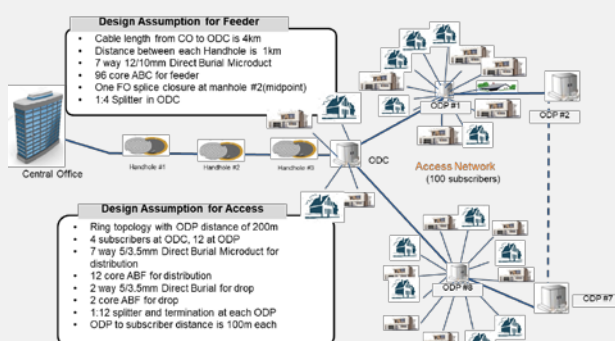 Design Assumption for Feeder
• Cable length from CO to ODC is 4km
• Distance between each Handhole is 1km
• 7 way 12/10mm Direct Burial Microduct
• 96 core ABC for feeder
• One FO splice closure at manhole #2(midpoint)
• 1:4 Splitter in ODC
ODP #1
ODP #2
Handhole #1
Handhole #2
Handhole #3
ODC
Central Office
Access Network
(100 subscribers)
Design Assumption for Access
• Ring topology with ODP distance of 200m
• 4 subscribers at ODC, 12 at ODP
• 7 way 5/3.5mm Direct Burial Microduct for
distribution
• 12 core ABF for distribution
• 2 way 5/3.5mm Direct Burial for drop
• 2 core ABF for drop
• 1:12 splitter and termination at each ODP
• ODP to subscriber distance is 100m each
ODP #8
ODP #7